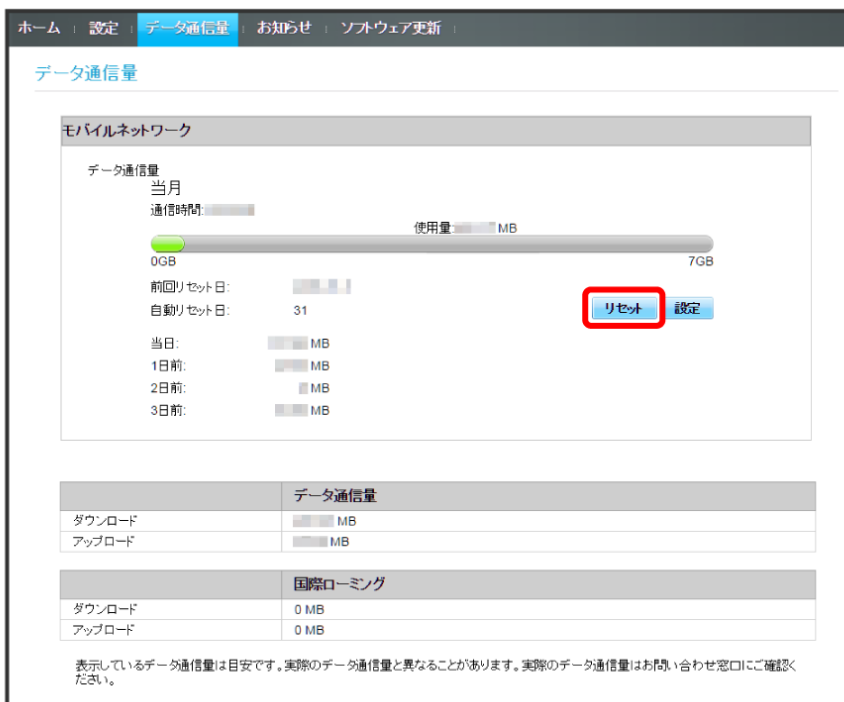 ホーム 設定 データ通信量 お知らせ ソフトウェア更新
データ通信量
モバイルネットワーク
データ通信量
当月
通信時間:
使用量: MB
0GB 7GB
前回リセット日:
自動リセット日: 31 リセット 設定
当日: MB
1日前: MB
2日前: MB
3日前: MB
データ通信量
ダウンロード MB
アップロード MB
国際ローミング
ダウンロード 0 MB
アップロード 0 MB
表示しているデータ通信量は目安です。実際のデータ通信量と異なることがあります。実際のデータ通信量はお問い合わせ窓口にご確認く
ださい。